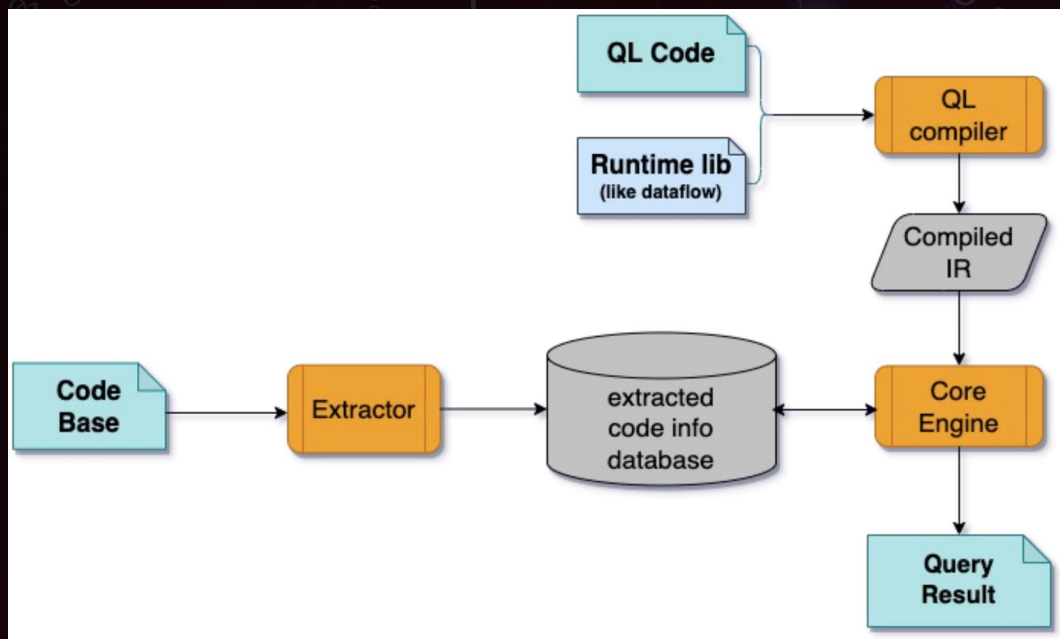 QL Code
Runtime lib
(like dataflow)
QL
compiler
Compiled
IR
Code
Base
Extractor
extracted
code info
database
Core
Engine
Query
Result